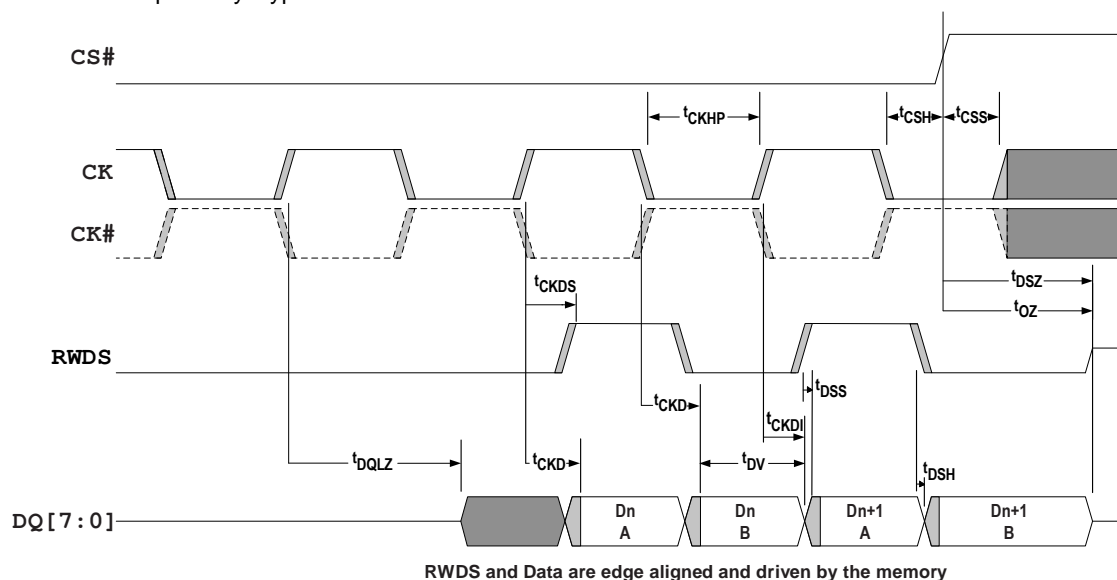 CS#
tCKHP
tCSH
tCSS
CK
CK#
tDSZ
tCKDS
tOZ
RWDS
tDSS
tCKD
tCKDI
tDQLZ
tCKD
tDV
tDSH
DQ[7:0]
Dn
A
Dn
B
Dn+1
A
Dn+1
B
RWDS and Data are edge aligned and driven by the memory